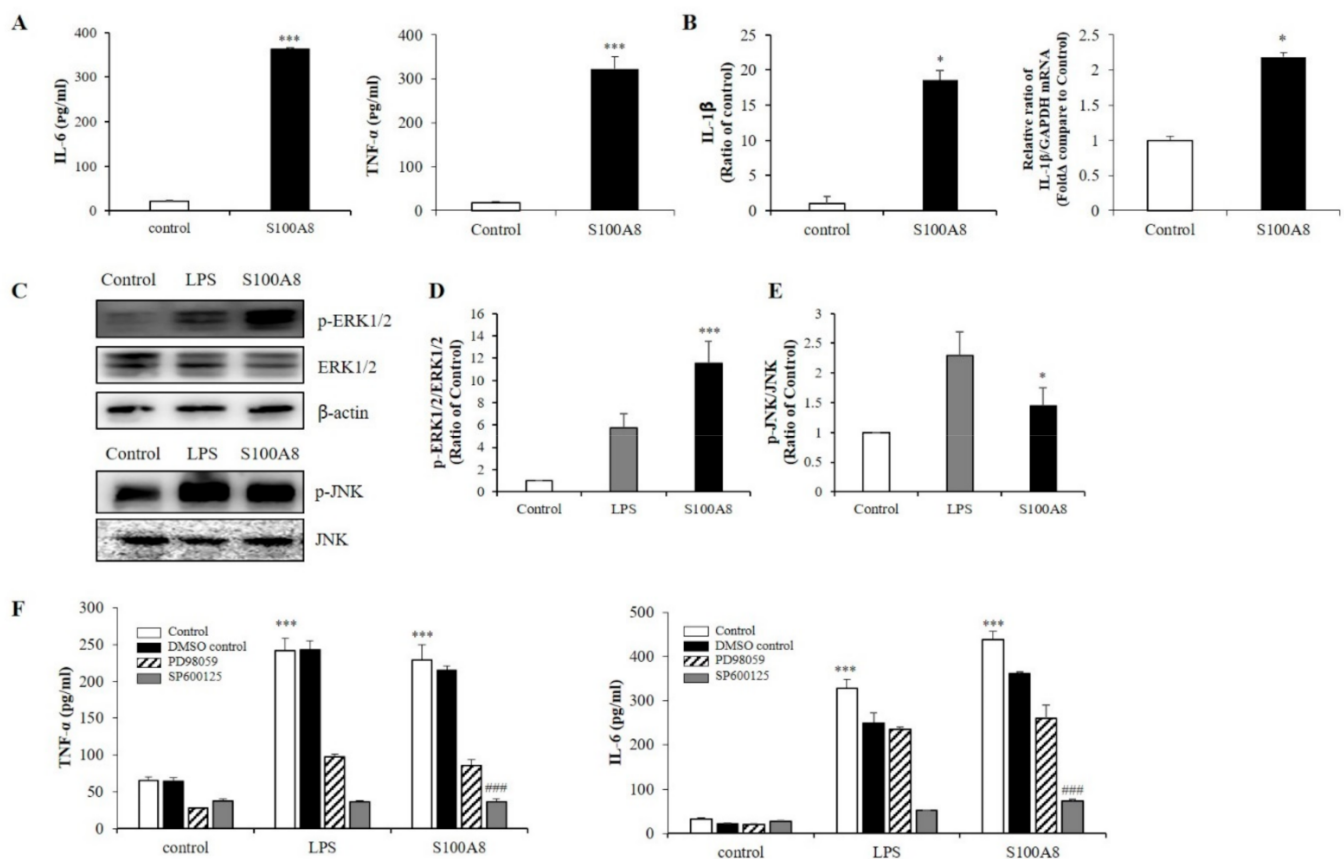 A
IL-6 (pg/ml)
400
300
200
100
0
***
control
S100A8
TNF-α (pg/ml)
400
300
200
100
0
***
Control
S100A8
B
IL-1β
(Ratio of control)
25
20
15
10
5
0
*
control
S100A8
Relative ratio of
IL-1β/GAPDH mRNA
(FoldΔ compare to Control)
2.5
2
1.5
1
0.5
0
*
Control
S100A8
C
Control LPS S100A8
p-ERK1/2
ERK1/2
β-actin
Control LPS S100A8
p-JNK
JNK
D
p-ERK1/2/ERK1/2
(Ratio of Control)
16
14
12
10
8
6
4
2
0
***
Control
LPS
S100A8
E
p-JNK/JNK
(Ratio of Control)
3
2.5
2
1.5
1
0.5
0
*
Control
LPS
S100A8
F
TNF-α (pg/ml)
300
250
200
150
100
50
0
Control
DMSO control
PD98059
SP600125
***
***
###
control
LPS
S100A8
IL-6 (pg/ml)
500
400
300
200
100
0
Control
DMSO control
PD98059
SP600125
***
***
###
control
LPS
S100A8